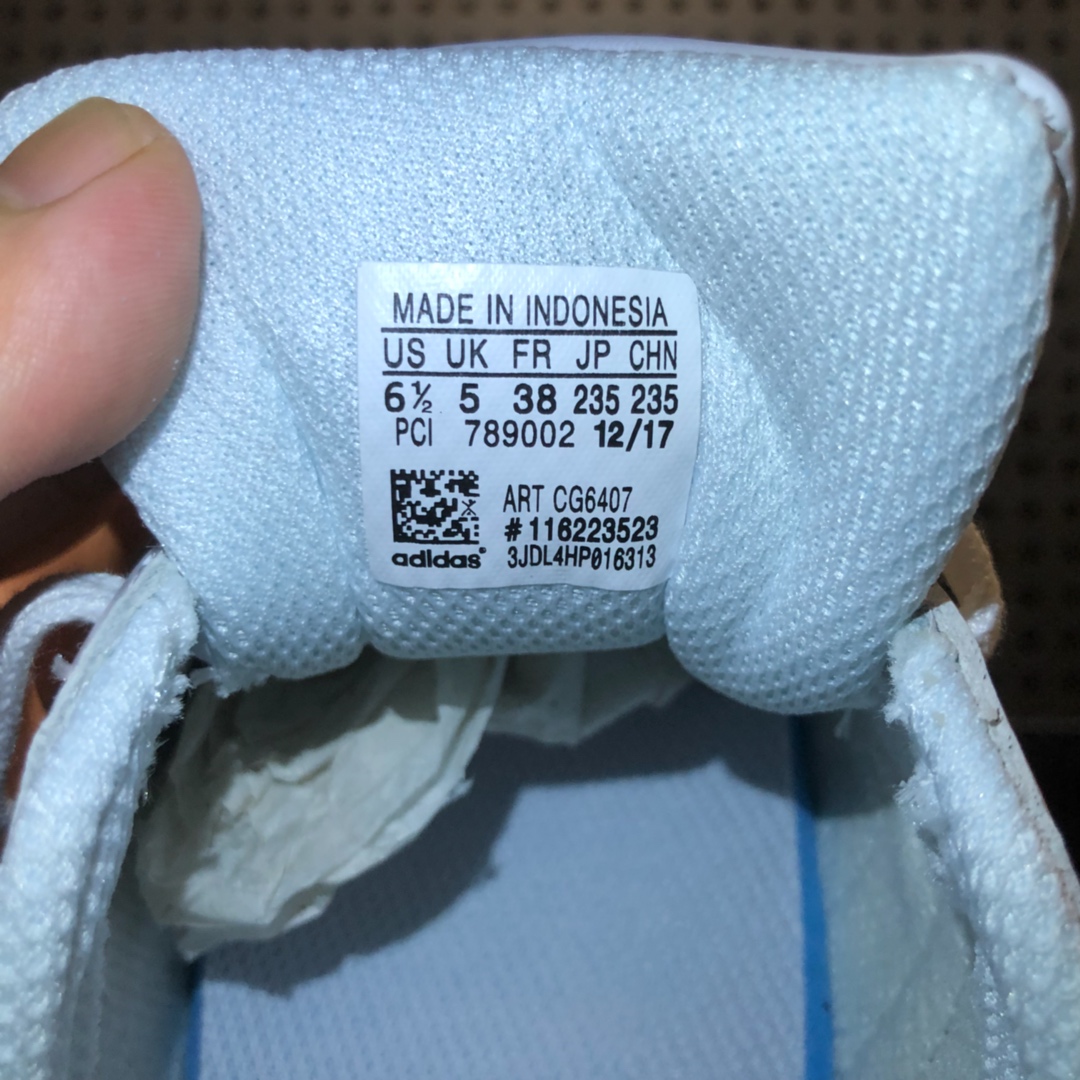 MADE IN INDONESIA
US UK FR JP CHN
6½ 5 38 235 235
PCI 789002 12/17
ART CG6407
#116223523
adidas® 3JDL4HP016313